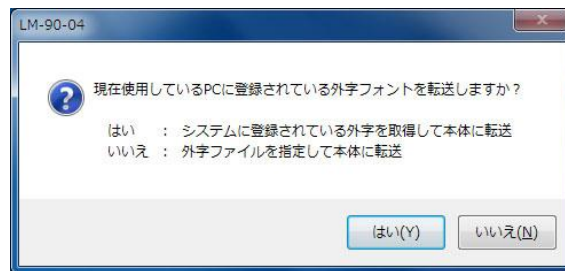 LM-90-04
現在使用しているPCに登録されている外字フォントを転送しますか？
はい ： システムに登録されている外字を取得して本体に転送
いいえ ： 外字ファイルを指定して本体に転送
はい(Y) いいえ(N)